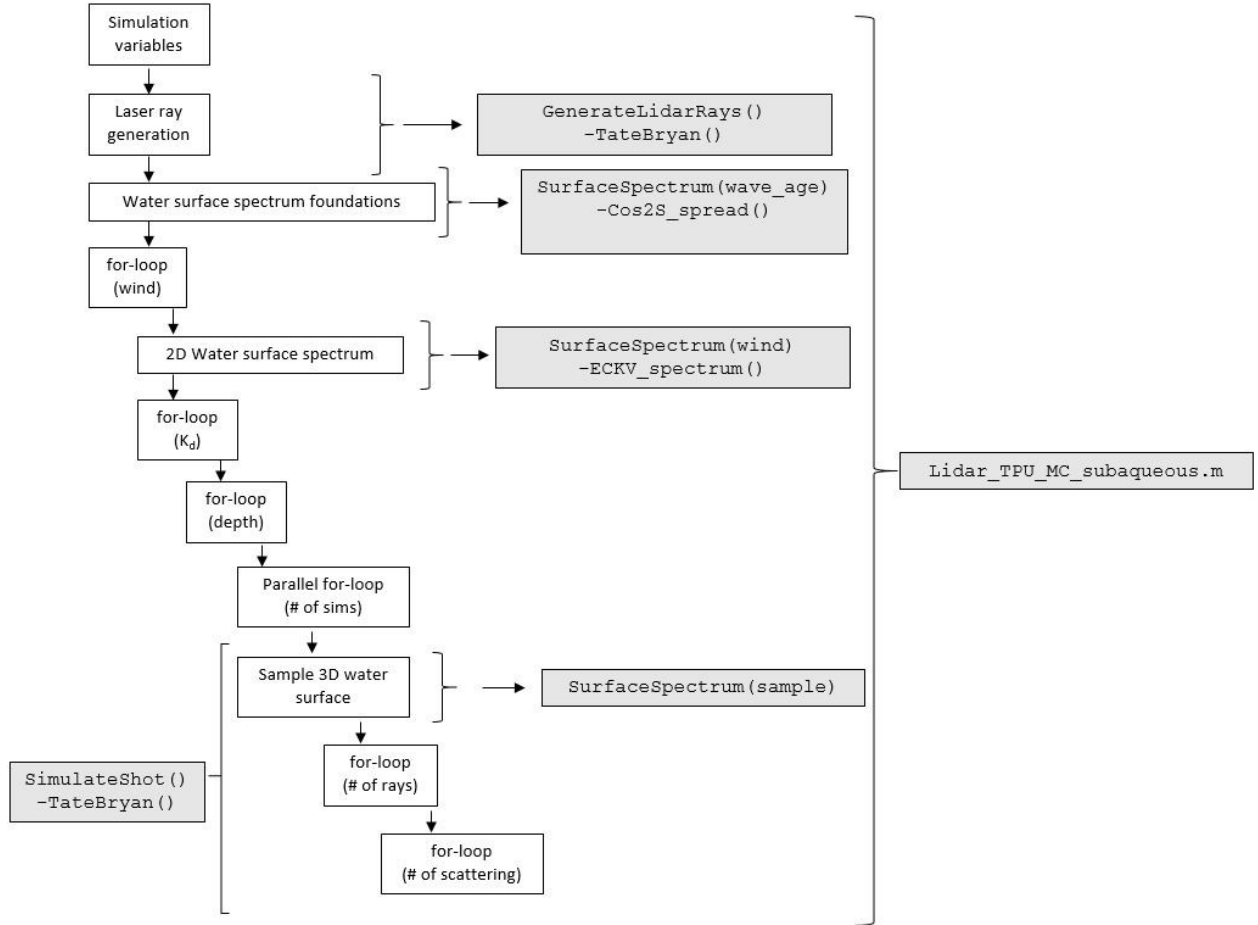 Simulation
variables
Laser ray
generation
GenerateLidarRays()
-TateBryan()
Water surface spectrum foundations
SurfaceSpectrum(wave_age)
-Cos2S_spread()
for-loop
(wind)
2D Water surface spectrum
SurfaceSpectrum(wind)
-ECKV_spectrum()
for-loop
(Kd)
Lidar_TPU_MC_subaqueous.m
for-loop
(depth)
Parallel for-loop
(# of sims)
Sample 3D water
surface
SurfaceSpectrum(sample)
for-loop
(# of rays)
SimulateShot()
-TateBryan()
for-loop
(# of scattering)